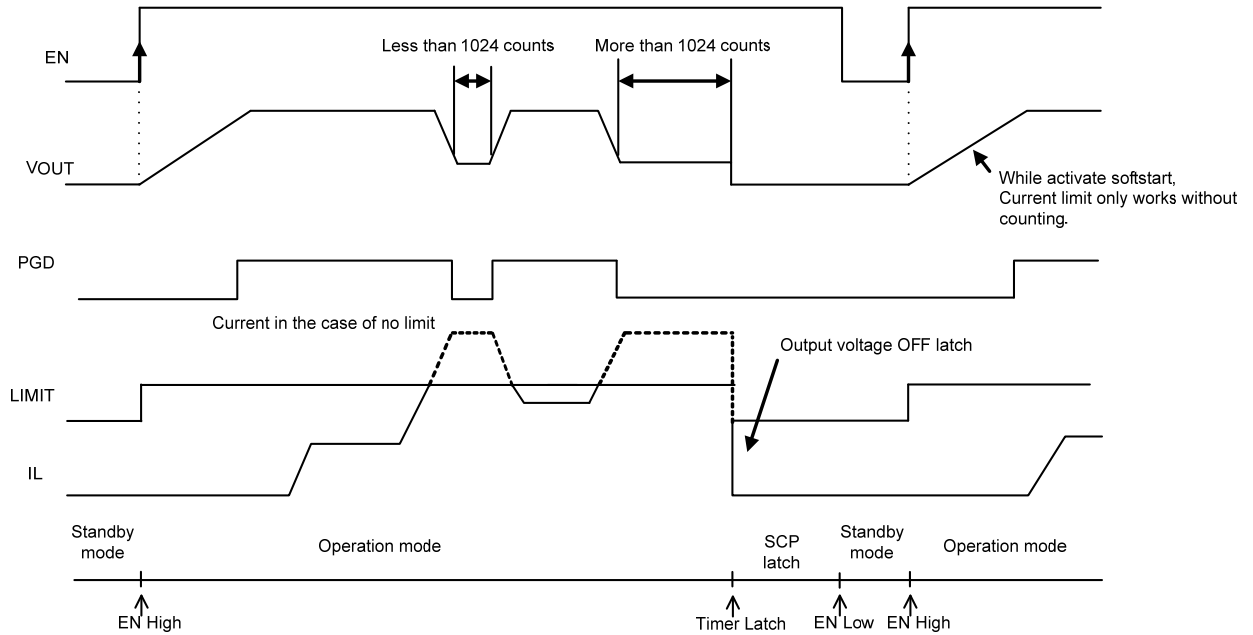 EN
Less than 1024 counts
More than 1024 counts
VOUT
While activate softstart,
Current limit only works without
counting.
PGD
Current in the case of no limit
Output voltage OFF latch
LIMIT
IL
Standby
mode
Operation mode
SCP
latch
Standby
mode
Operation mode
EN High
Timer Latch
EN Low
EN High